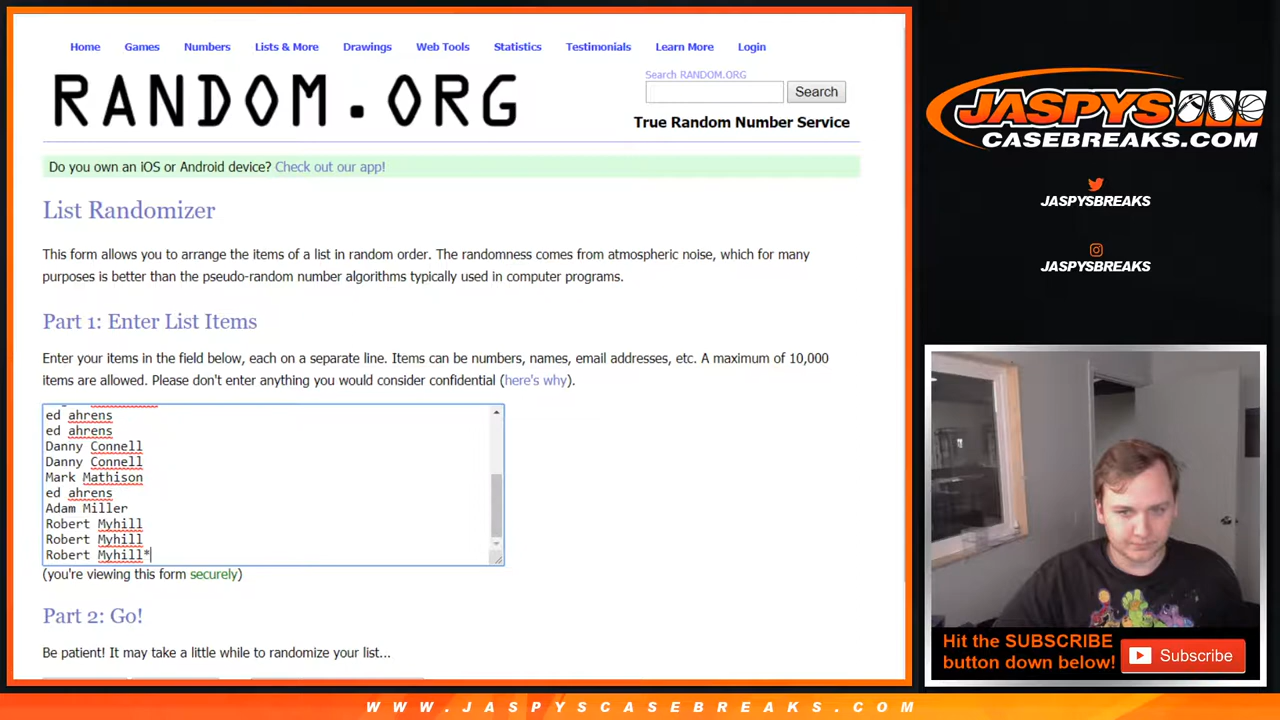 Home Games Numbers Lists & More Drawings Web Tools Statistics Testimonials Learn More Login
RANDOM.ORG
Search RANDOM.ORG
Search
True Random Number Service
Do you own an iOS or Android device? Check out our app!
List Randomizer
This form allows you to arrange the items of a list in random order. The randomness comes from atmospheric noise, which for many
purposes is better than the pseudo-random number algorithms typically used in computer programs.
Part 1: Enter List Items
Enter your items in the field below, each on a separate line. Items can be numbers, names, email addresses, etc. A maximum of 10,000
items are allowed. Please don't enter anything you would consider confidential (here's why).
ed ahrens
ed ahrens
Danny Connell
Danny Connell
Mark Mathison
ed ahrens
Adam Miller
Robert Myhill
Robert Myhill
Robert Myhill*
(you're viewing this form securely)
Part 2: Go!
Be patient! It may take a little while to randomize your list...
JASPYS
CASEBREAKS.COM
JASPYSBREAKS
JASPYSBREAKS
Hit the SUBSCRIBE
button down below!
Subscribe
WWW.JASPYSCASEBREAKS.COM